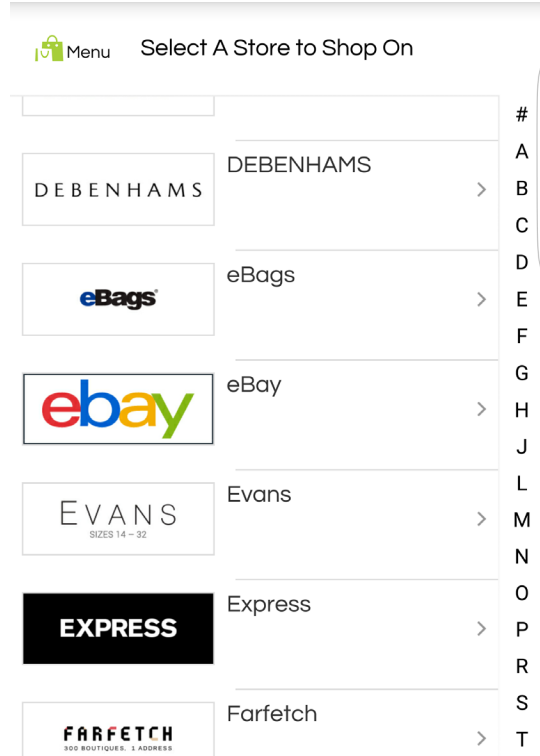 Menu
Select A Store to Shop On
DEBENHAMS
DEBENHAMS
eBags
eBags
ebay
eBay
EVANS
SIZES 14 – 32
Evans
EXPRESS
Express
FARFETCH
300 BOUTIQUES, 1 ADDRESS
Farfetch
#
A
B
C
D
E
F
G
H
J
L
M
N
O
P
R
S
T